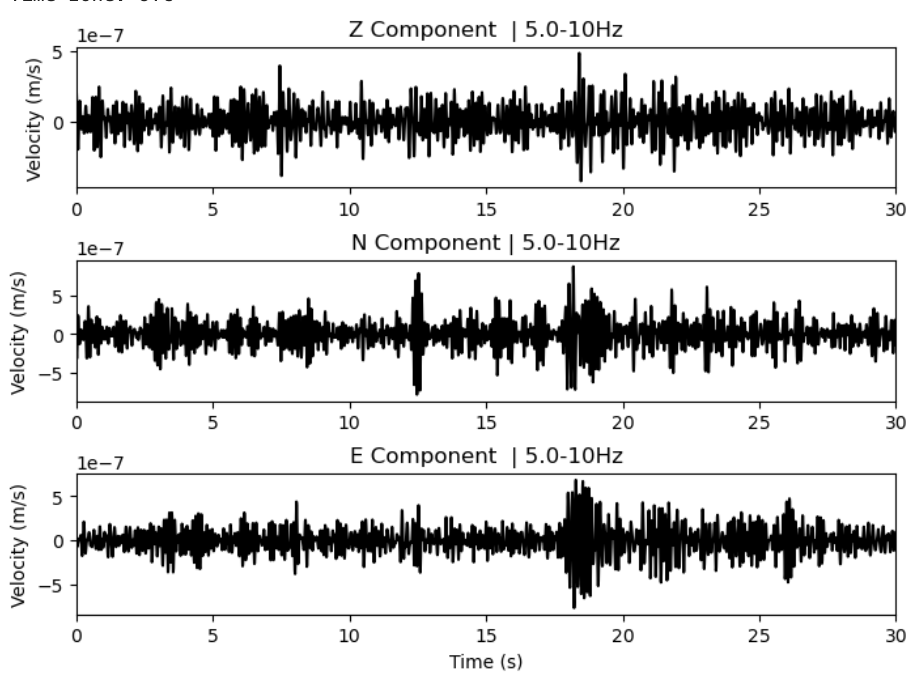 Z Component | 5.0-10Hz
1e−7
Velocity (m/s)
5
0
0 5 10 15 20 25 30
N Component | 5.0-10Hz
1e−7
Velocity (m/s)
5
0
−5
0 5 10 15 20 25 30
E Component | 5.0-10Hz
1e−7
Velocity (m/s)
5
0
−5
0 5 10 15 20 25 30
Time (s)